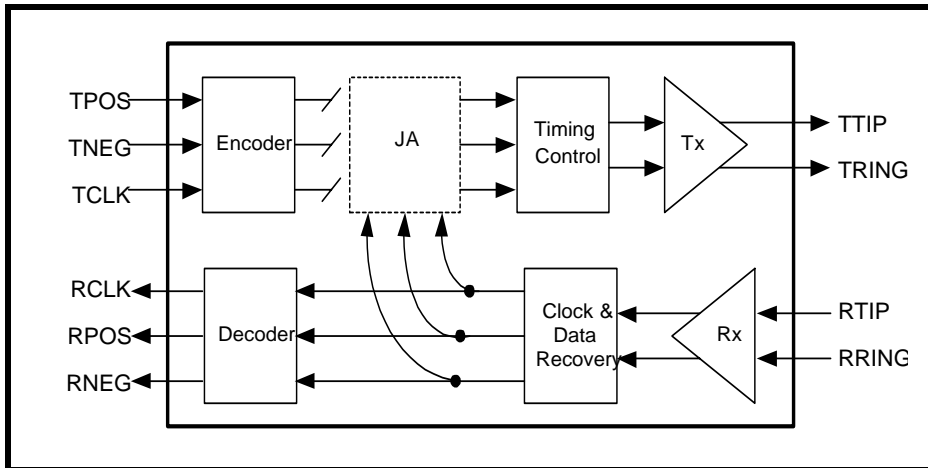 TPOS
TNEG
TCLK
Encoder
JA
Timing
Control
Tx
TTIP
TRING
RCLK
RPOS
RNEG
Decoder
Clock &
Data
Recovery
Rx
RTIP
RRING